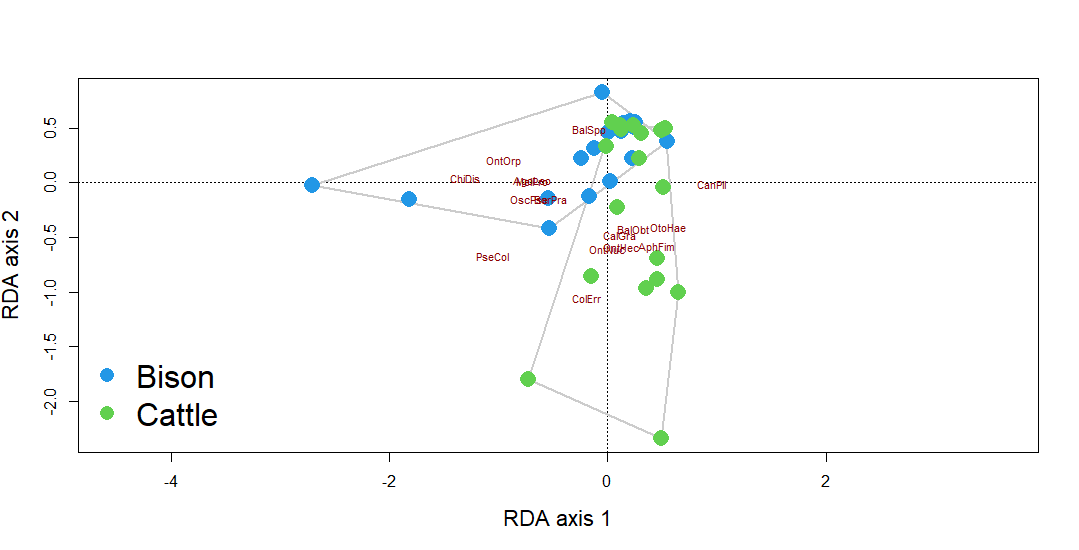 0.5
0.0
-0.5
-1.0
-1.5
-2.0
RDA axis 2
BalSpp
OntOrp
ChiDis
CanPil
BalObt
OtoHae
CalGra
OntHec
AphFim
PseCol
ColErr
Bison
Cattle
-4
-2
0
2
RDA axis 1